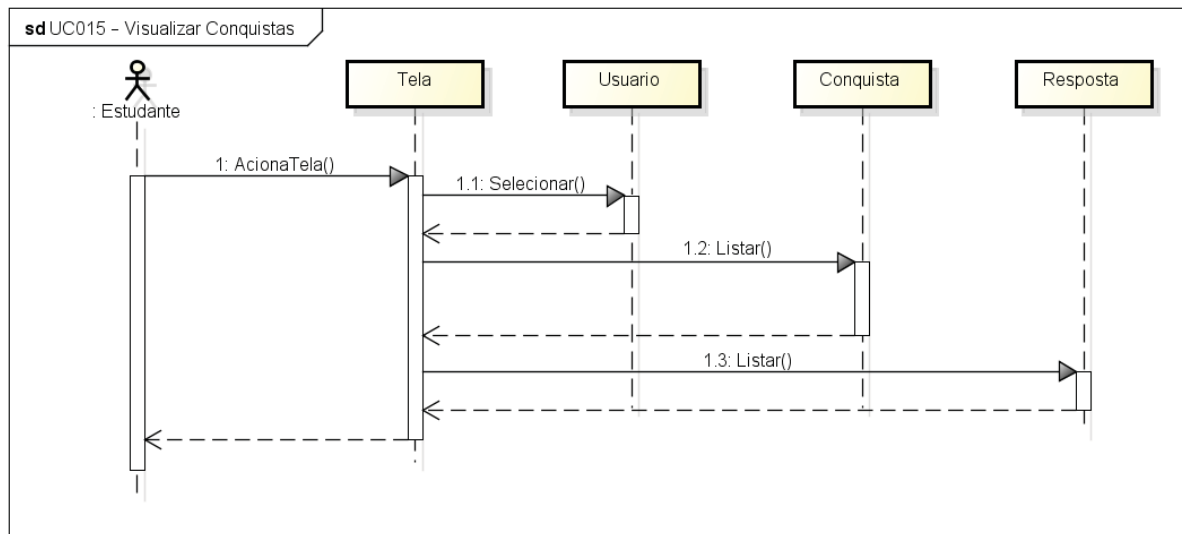 sd UC015 – Visualizar Conquistas
: Estudante
Tela
Usuario
Conquista
Resposta
1: AcionaTela()
1.1: Selecionar()
1.2: Listar()
1.3: Listar()